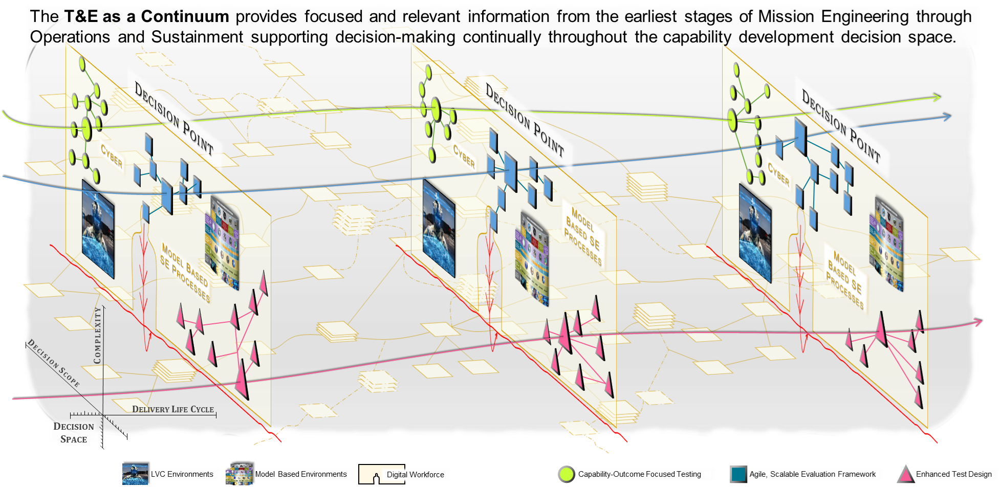 The T&E as a Continuum provides focused and relevant information from the earliest stages of Mission Engineering through
Operations and Sustainment supporting decision-making continually throughout the capability development decision space.
DECISION POINT
CYBER
MODEL BASED
SE PROCESSES
DECISION POINT
CYBER
MODEL
BASED SE
PROCESSES
DECISION POINT
CYBER
MODEL
BASED SE
PROCESSES
COMPLEXITY
DECISION SCOPE
DELIVERY LIFE CYCLE
DECISION
SPACE
LVC Environments
Model Based Environments
Digital Workforce
Capability-Outcome Focused Testing
Agile, Scalable Evaluation Framework
Enhanced Test Design